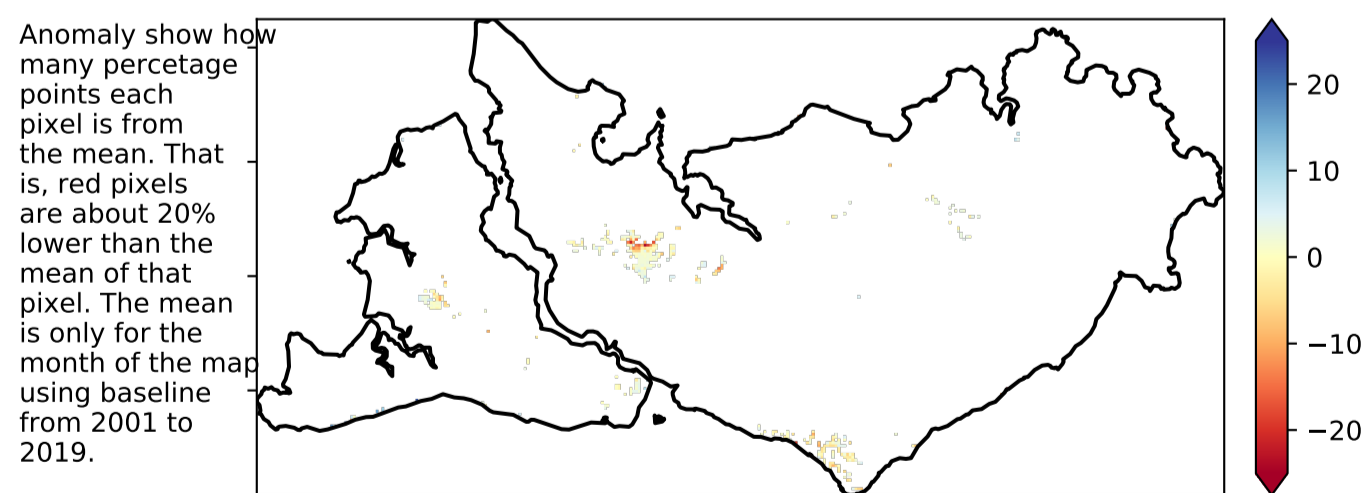 Anomaly show how
many percetage
points each
pixel is from
the mean. That
is, red pixels
are about 20%
lower than the
mean of that
pixel. The mean
is only for the
month of the map
using baseline
from 2001 to
2019.
20
10
0
−10
−20